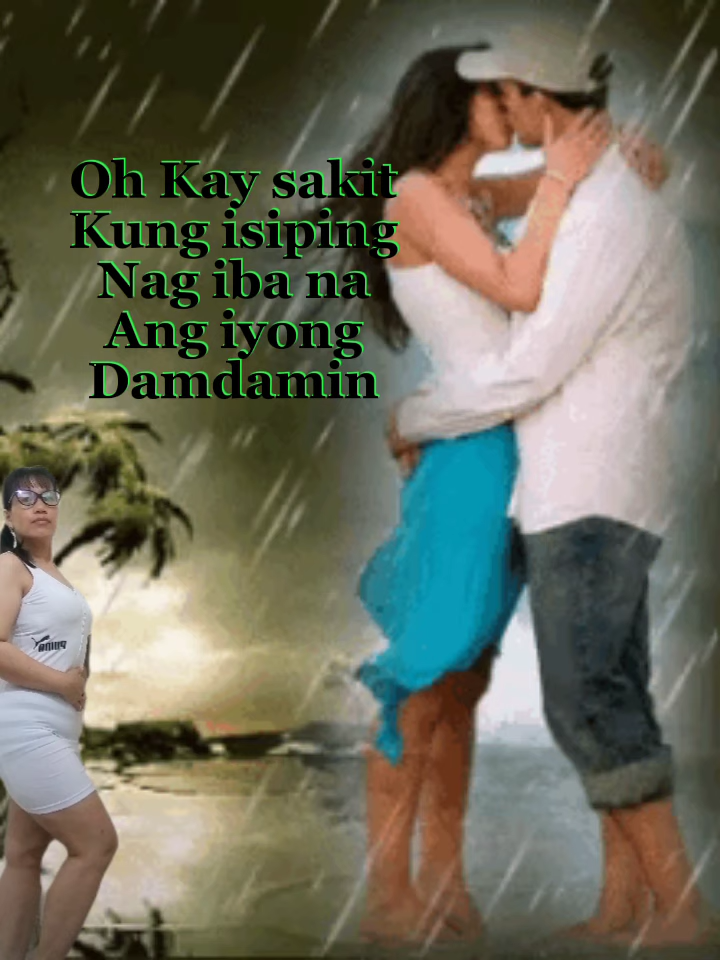 Oh Kay sakit
Kung isiping
Nag iba na
Ang iyong
Damdamin